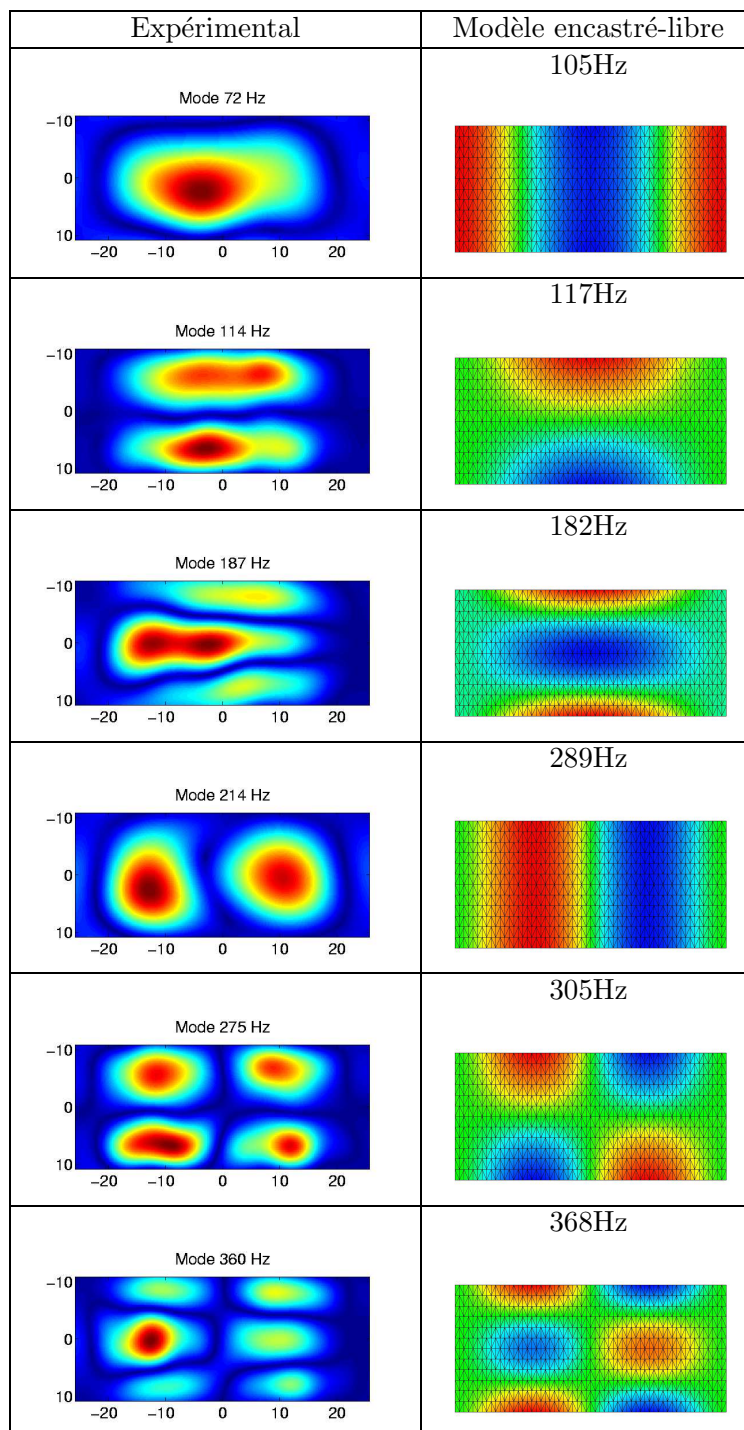 Expérimental Modèle encastré-libre
105Hz
Mode 72 Hz
−10
0
10
−20 −10 0 10 20
117Hz
Mode 114 Hz
−10
0
10
−20 −10 0 10 20
182Hz
Mode 187 Hz
−10
0
10
−20 −10 0 10 20
289Hz
Mode 214 Hz
−10
0
10
−20 −10 0 10 20
305Hz
Mode 275 Hz
−10
0
10
−20 −10 0 10 20
368Hz
Mode 360 Hz
−10
0
10
−20 −10 0 10 20